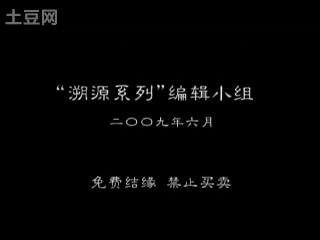 土豆网
“溯源系列”编辑小组
二〇〇九年六月
免费结缘 禁止买卖